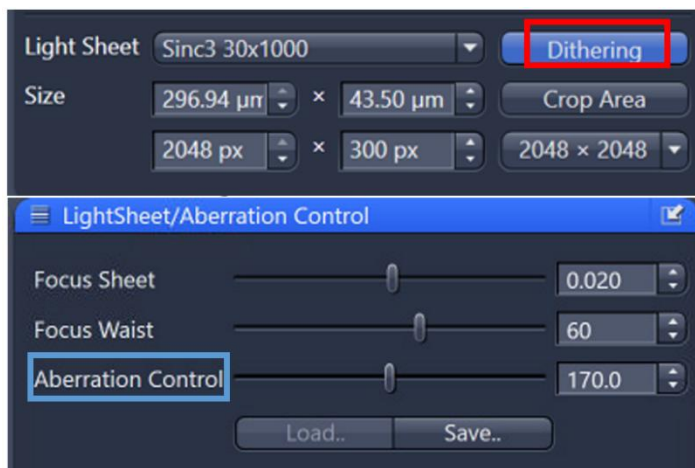 Light Sheet Sinc3 30x1000 Dithering
Size 296.94 µm × 43.50 µm Crop Area
2048 px × 300 px 2048 × 2048
LightSheet/Aberration Control
Focus Sheet 0.020
Focus Waist 60
Aberration Control 170.0
Load.. Save..